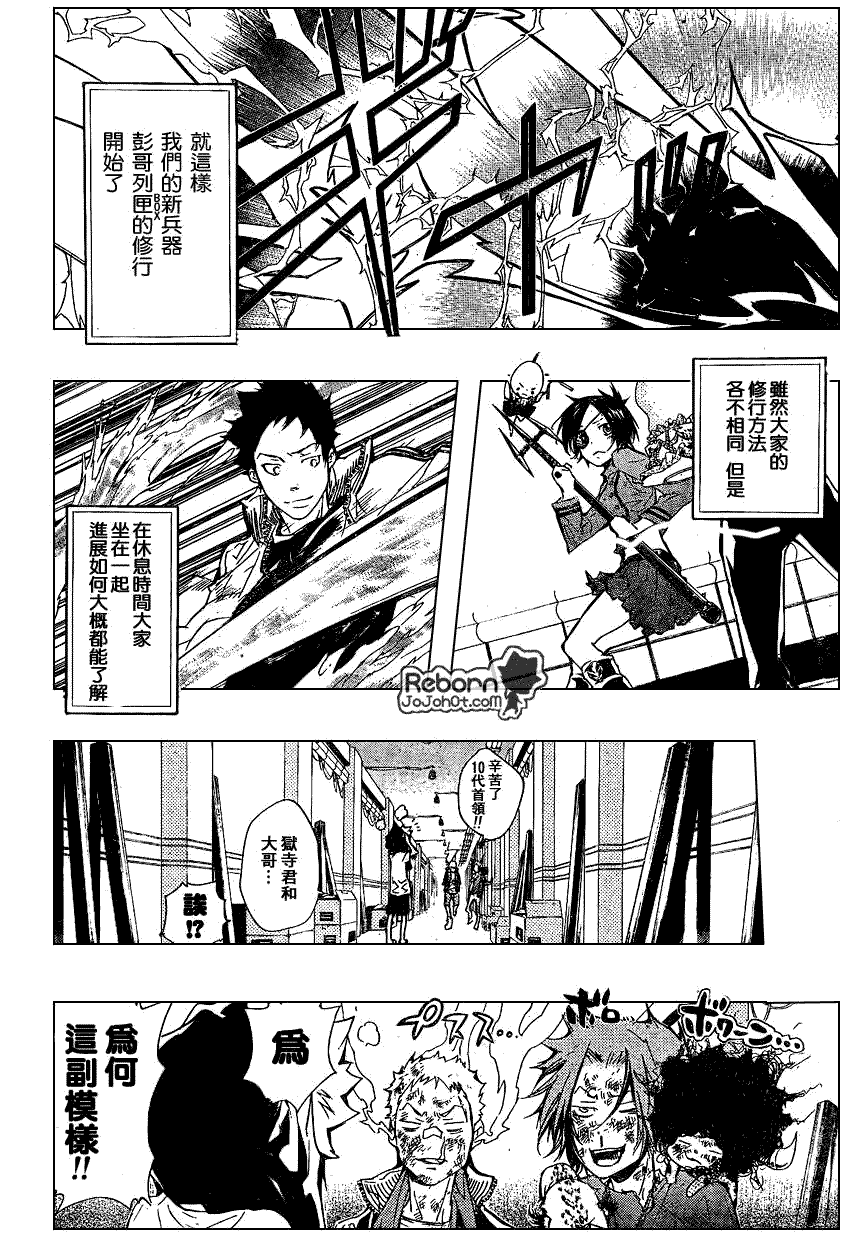 就這樣
我們的新兵器
彭哥列匣的修行
BOX
開始了
雖然大家的
修行方法
各不相同 但是
在休息時間大家
坐在一起
進展如何大概都能了解
Reborn
JoJohot.com
辛苦了
10代首領!!
獄寺君和
大哥…
誒!?
ボロ
ボワーン…
プスス…
為
為何
這副模樣!!